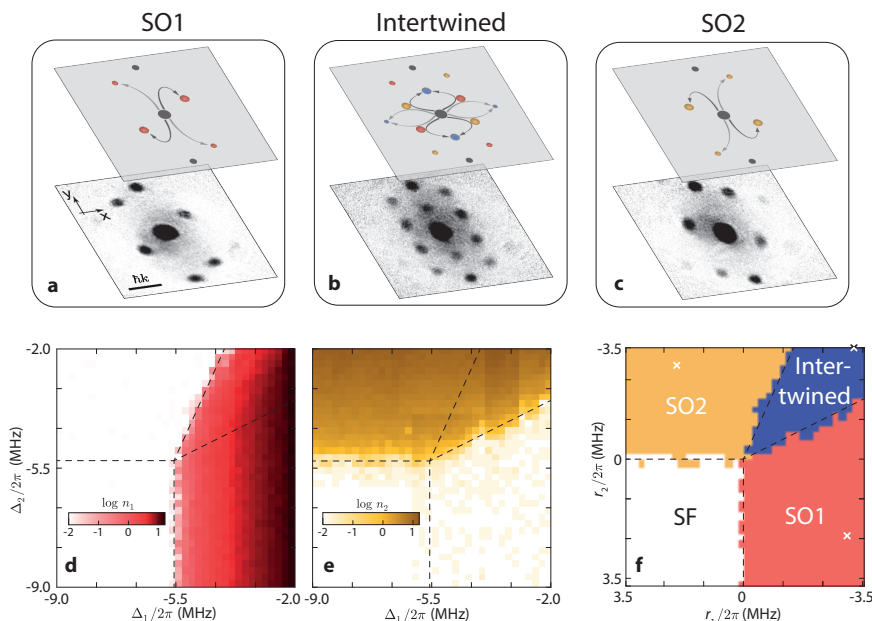 SO1
Intertwined
SO2
y
x
ħk
a
b
c
-2.0
-5.5
-9.0
Δ₂/2π (MHz)
log n₁
-2 -1 0 1
d
-9.0 -5.5 -2.0
Δ₁/2π (MHz)
log n₂
-2 -1 0 1
e
-9.0 -5.5 -2.0
Δ₁/2π (MHz)
-3.5
0
3.5
r₂/2π (MHz)
SO2
Inter-
twined
SF
SO1
f
3.5 0 -3.5
/2π (MHz)